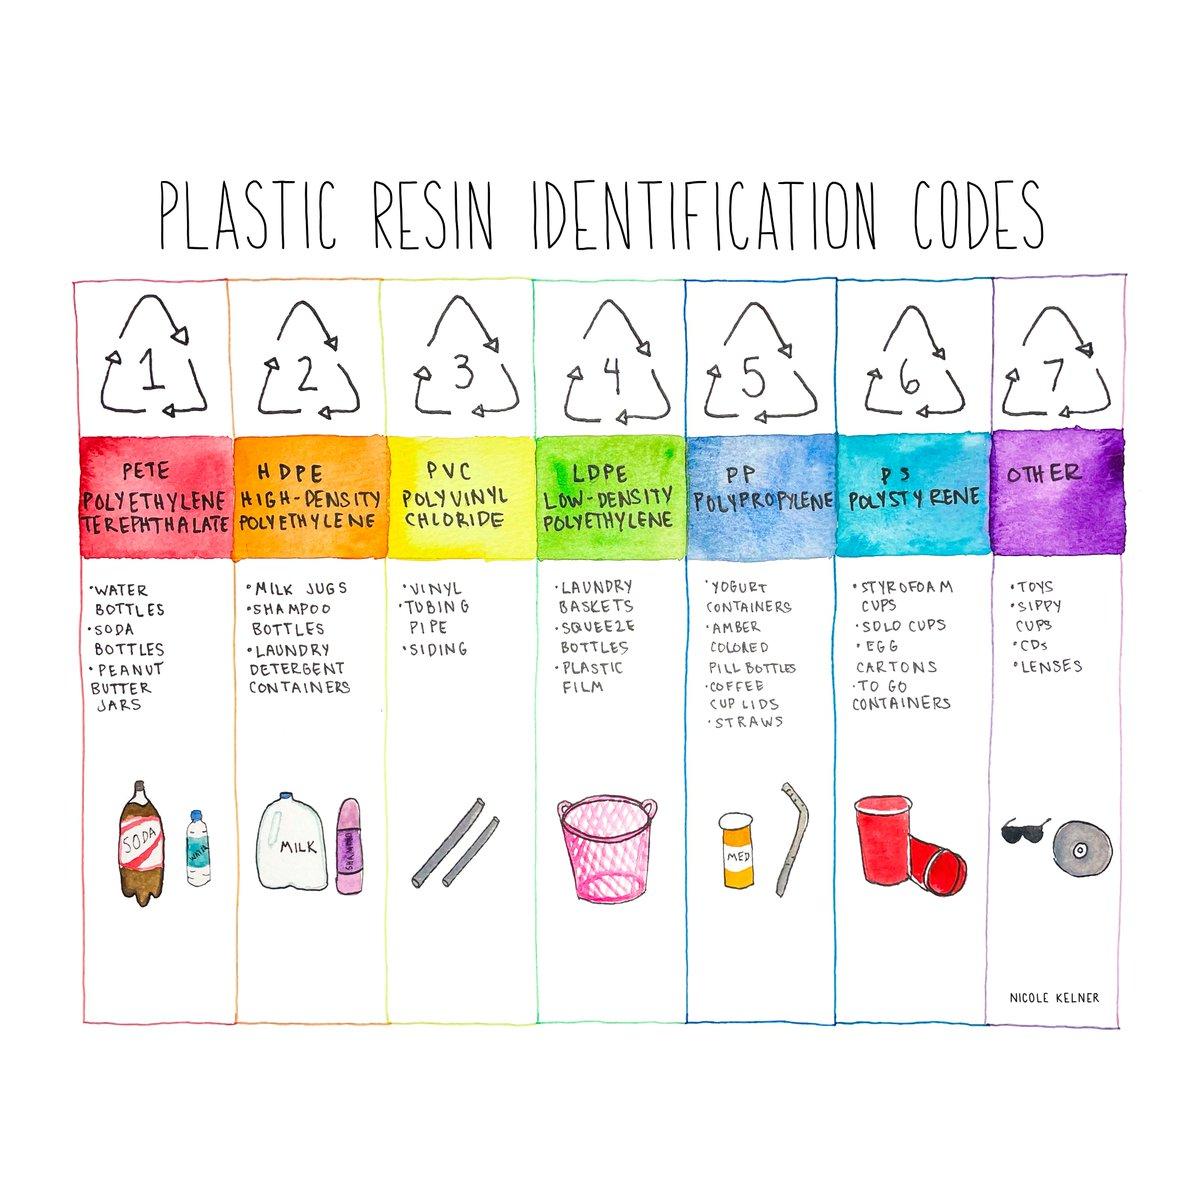 PLASTIC RESIN IDENTIFICATION CODES
1
PETE
POLYETHYLENE
TEREPHTHALATE
•WATER
BOTTLES
•SODA
BOTTLES
•PEANUT
BUTTER
JARS
SODA
2
HDPE
HIGH-DENSITY
POLYETHYLENE
•MILK JUGS
•SHAMPOO
BOTTLES
•LAUNDRY
DETERGENT
CONTAINERS
MILK
3
PVC
POLYVINYL
CHLORIDE
•VINYL
•TUBING
PIPE
•SIDING
4
LDPE
LOW-DENSITY
POLYETHYLENE
•LAUNDRY
BASKETS
•SQUEEZE
BOTTLES
•PLASTIC
FILM
5
PP
POLYPROPYLENE
•YOGURT
CONTAINERS
•AMBER
COLORED
PILL BOTTLES
•COFFEE
CUP LIDS
•STRAWS
MED
6
PS
POLYSTYRENE
•STYROFOAM
CUPS
•SOLO CUPS
•EGG
CARTONS
•TO GO
CONTAINERS
7
OTHER
•TOYS
•SIPPY
CUPS
•CDs
•LENSES
NICOLE KELNER